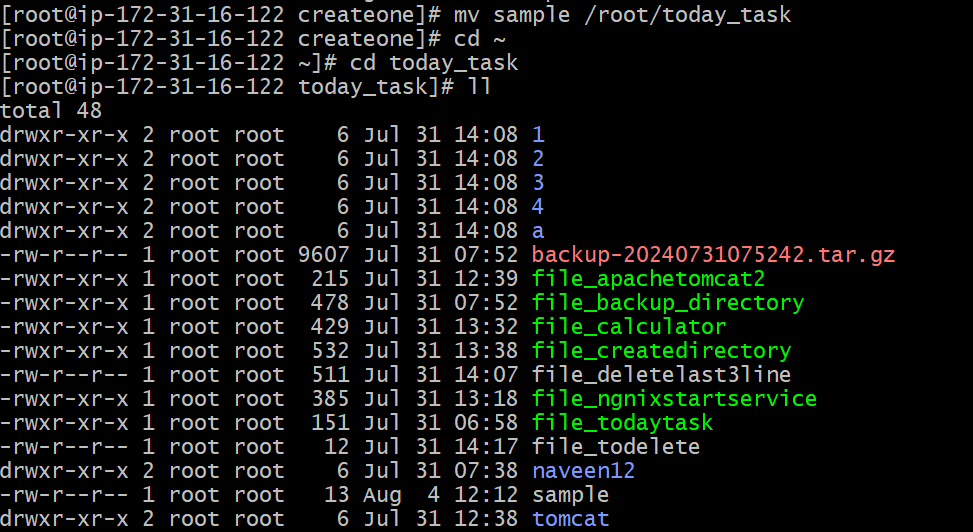 [root@ip-172-31-16-122 createone]# mv sample /root/today_task
[root@ip-172-31-16-122 createone]# cd ~
[root@ip-172-31-16-122 ~]# cd today_task
[root@ip-172-31-16-122 today_task]# ll
total 48
drwxr-xr-x 2 root root    6 Jul 31 14:08 1
drwxr-xr-x 2 root root    6 Jul 31 14:08 2
drwxr-xr-x 2 root root    6 Jul 31 14:08 3
drwxr-xr-x 2 root root    6 Jul 31 14:08 4
drwxr-xr-x 2 root root    6 Jul 31 14:08 a
-rw-r--r-- 1 root root 9607 Jul 31 07:52 backup-20240731075242.tar.gz
-rwxr-xr-x 1 root root  215 Jul 31 12:39 file_apachetomcat2
-rwxr-xr-x 1 root root  478 Jul 31 07:52 file_backup_directory
-rwxr-xr-x 1 root root  429 Jul 31 13:32 file_calculator
-rwxr-xr-x 1 root root  532 Jul 31 13:38 file_createdirectory
-rw-r--r-- 1 root root  511 Jul 31 14:07 file_deletelast3line
-rwxr-xr-x 1 root root  385 Jul 31 13:18 file_ngnixstartservice
-rwxr-xr-x 1 root root  151 Jul 31 06:58 file_todaytask
-rw-r--r-- 1 root root   12 Jul 31 14:17 file_todelete
drwxr-xr-x 2 root root    6 Jul 31 07:38 naveen12
-rw-r--r-- 1 root root   13 Aug  4 12:12 sample
drwxr-xr-x 2 root root    6 Jul 31 12:38 tomcat